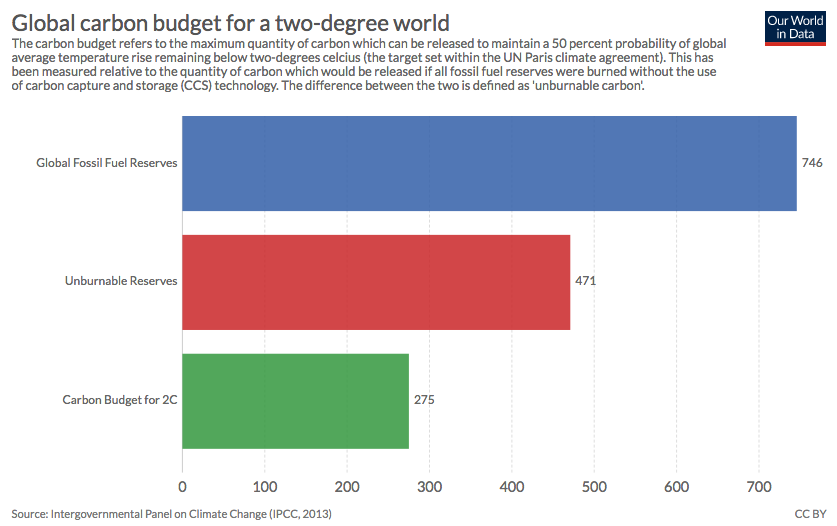 Global carbon budget for a two-degree world
Our World
in Data
The carbon budget refers to the maximum quantity of carbon which can be released to maintain a 50 percent probability of global
average temperature rise remaining below two-degrees celcius (the target set within the UN Paris climate agreement). This has
been measured relative to the quantity of carbon which would be released if all fossil fuel reserves were burned without the use
of carbon capture and storage (CCS) technology. The difference between the two is defined as 'unburnable carbon'.
Global Fossil Fuel Reserves
746
Unburnable Reserves
471
Carbon Budget for 2C
275
0 100 200 300 400 500 600 700
Source: Intergovernmental Panel on Climate Change (IPCC, 2013)
CC BY